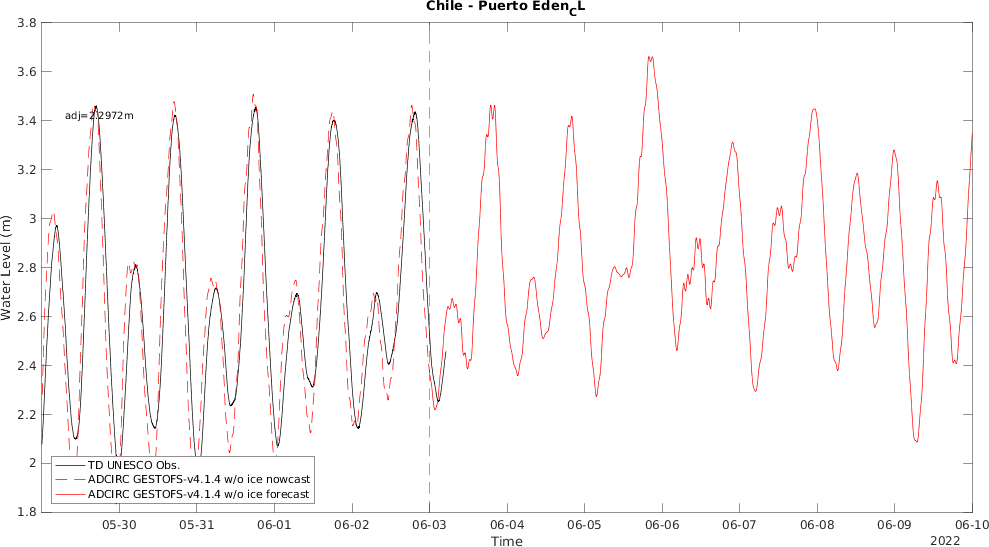 Chile - Puerto Eden_CL
3.8
3.6
3.4
3.2
3
2.8
2.6
2.4
2.2
2
1.8
Water Level (m)
adj=2.2972m
TD UNESCO Obs.
ADCIRC GESTOFS-v4.1.4 w/o ice nowcast
ADCIRC GESTOFS-v4.1.4 w/o ice forecast
05-30 05-31 06-01 06-02 06-03 06-04 06-05 06-06 06-07 06-08 06-09 06-10
Time
2022